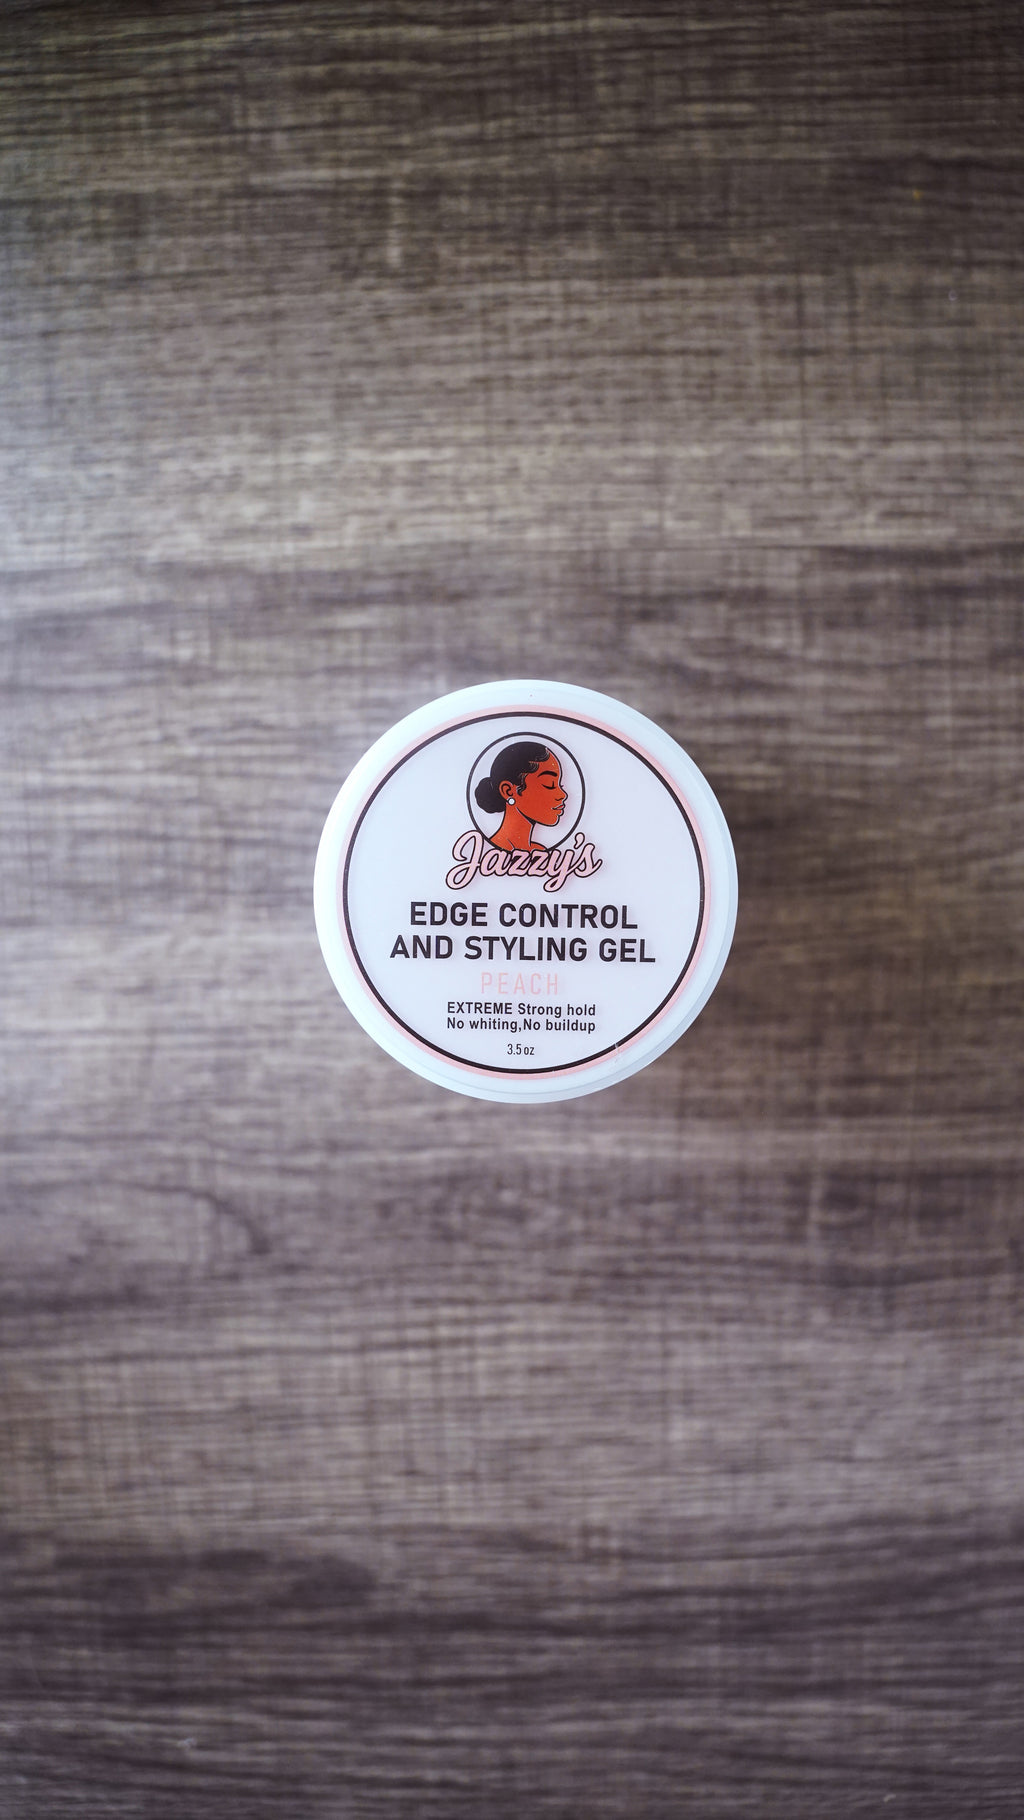 Jazzy's
EDGE CONTROL
AND STYLING GEL
PEACH
EXTREME Strong hold
No whiting,No buildup
3.5 oz